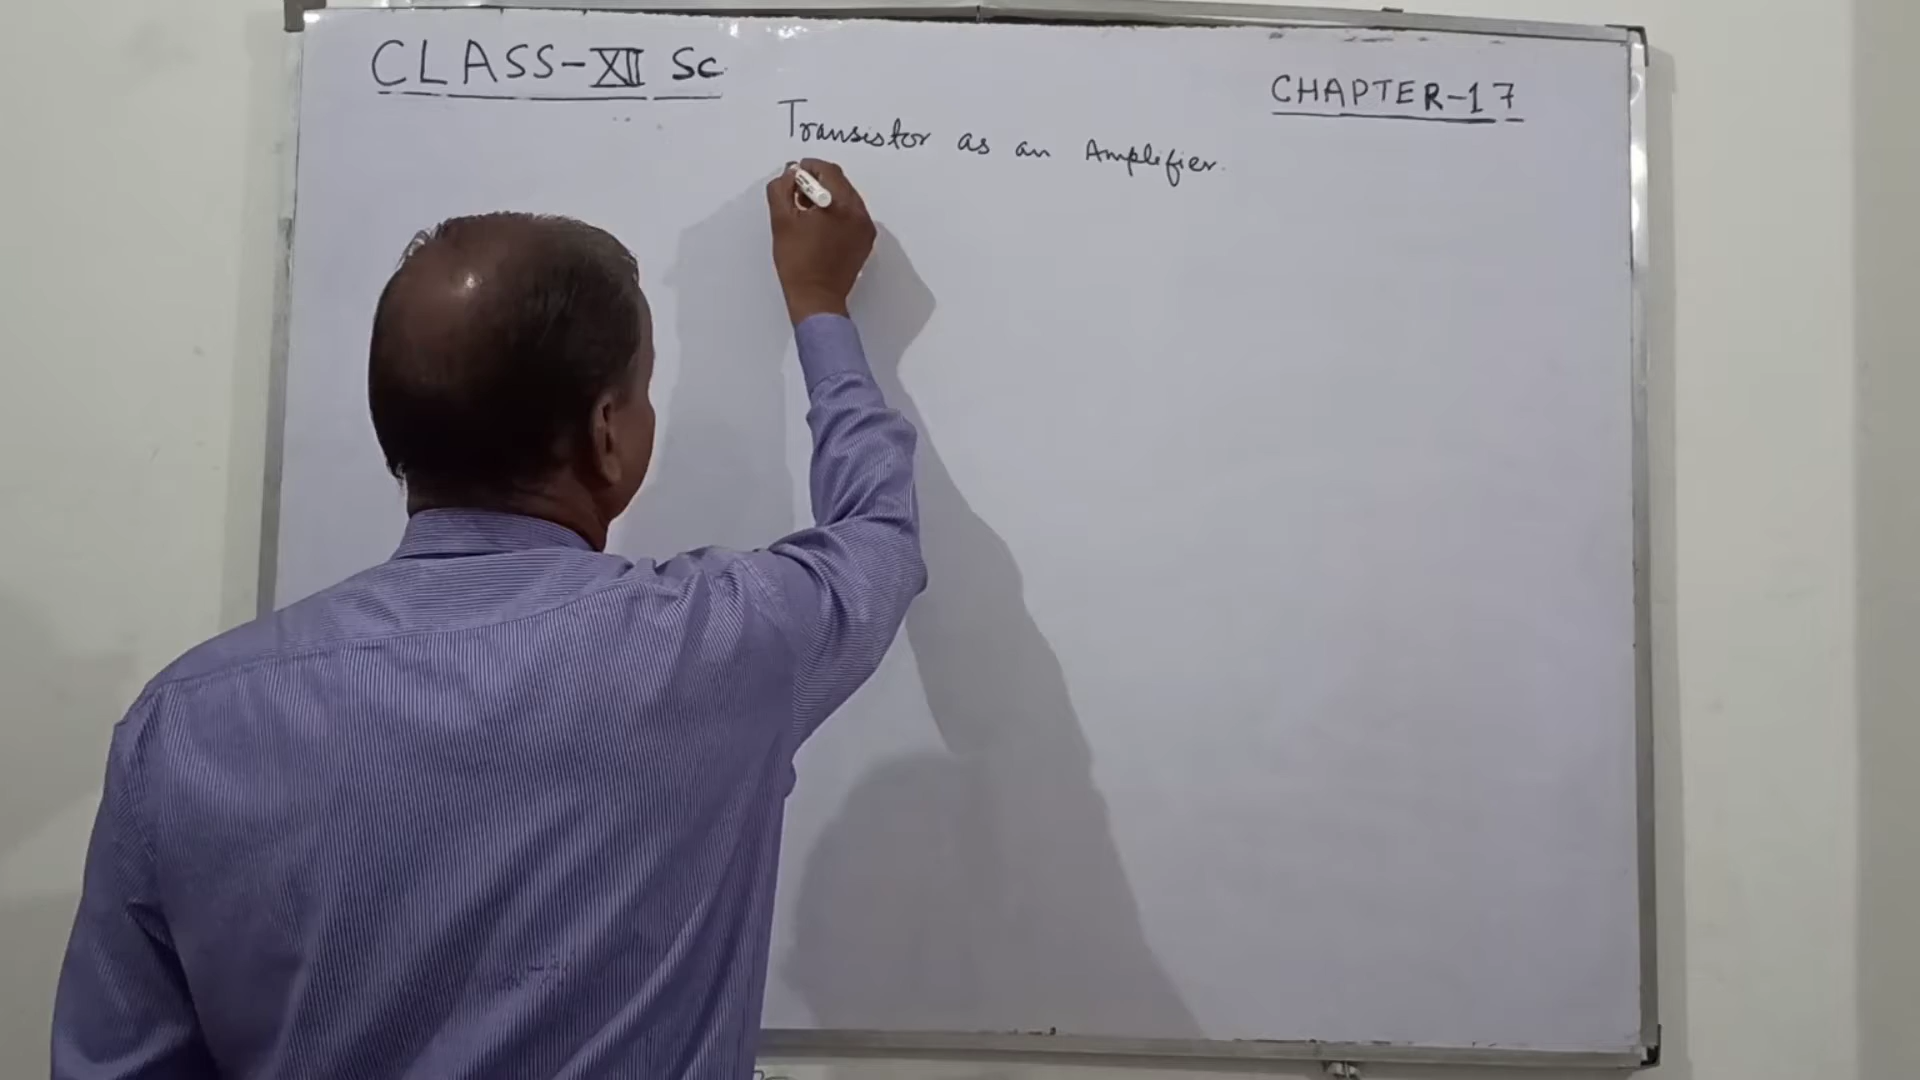 CLASS-XII Sc.
CHAPTER-17
Transistor as an Amplifier.